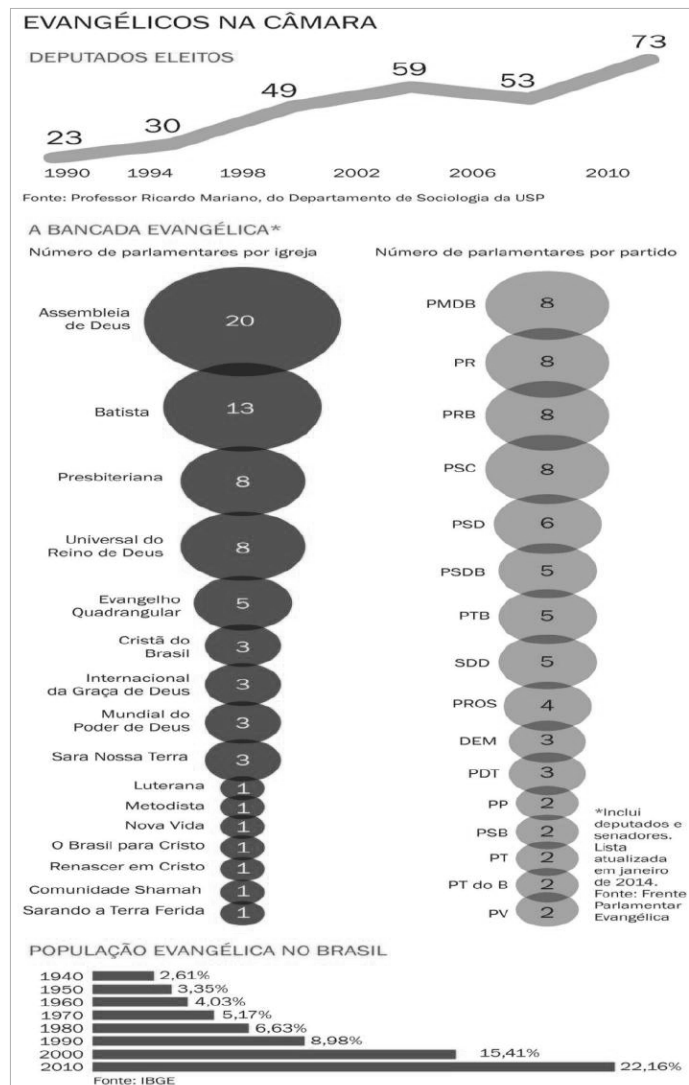 EVANGÉLICOS NA CÂMARA
DEPUTADOS ELEITOS
23
30
49
59
53
73
1990
1994
1998
2002
2006
2010
Fonte: Professor Ricardo Mariano, do Departamento de Sociologia da USP
A BANCADA EVANGÉLICA*
Número de parlamentares por igreja
Assembleia
de Deus
20
Batista
13
Presbiteriana
8
Universal do
Reino de Deus
8
Evangelho
Quadrangular
5
Cristã do
Brasil
3
Internacional
da Graça de Deus
3
Mundial do
Poder de Deus
3
Sara Nossa Terra
3
Luterana
1
Metodista
1
Nova Vida
1
O Brasil para Cristo
1
Renascer em Cristo
1
Comunidade Shamah
1
Sarando a Terra Ferida
1
Número de parlamentares por partido
PMDB
8
PR
8
PRB
8
PSC
8
PSD
6
PSDB
5
PTB
5
SDD
5
PROS
4
DEM
3
PDT
3
PP
2
PSB
2
PT
2
PT do B
2
PV
2
*Inclui
deputados e
senadores.
Lista
atualizada
em janeiro
de 2014.
Fonte: Frente
Parlamentar
Evangélica
POPULAÇÃO EVANGÉLICA NO BRASIL
1940 2,61%
1950 3,35%
1960 4,03%
1970 5,17%
1980 6,63%
1990 8,98%
2000 15,41%
2010 22,16%
Fonte: IBGE